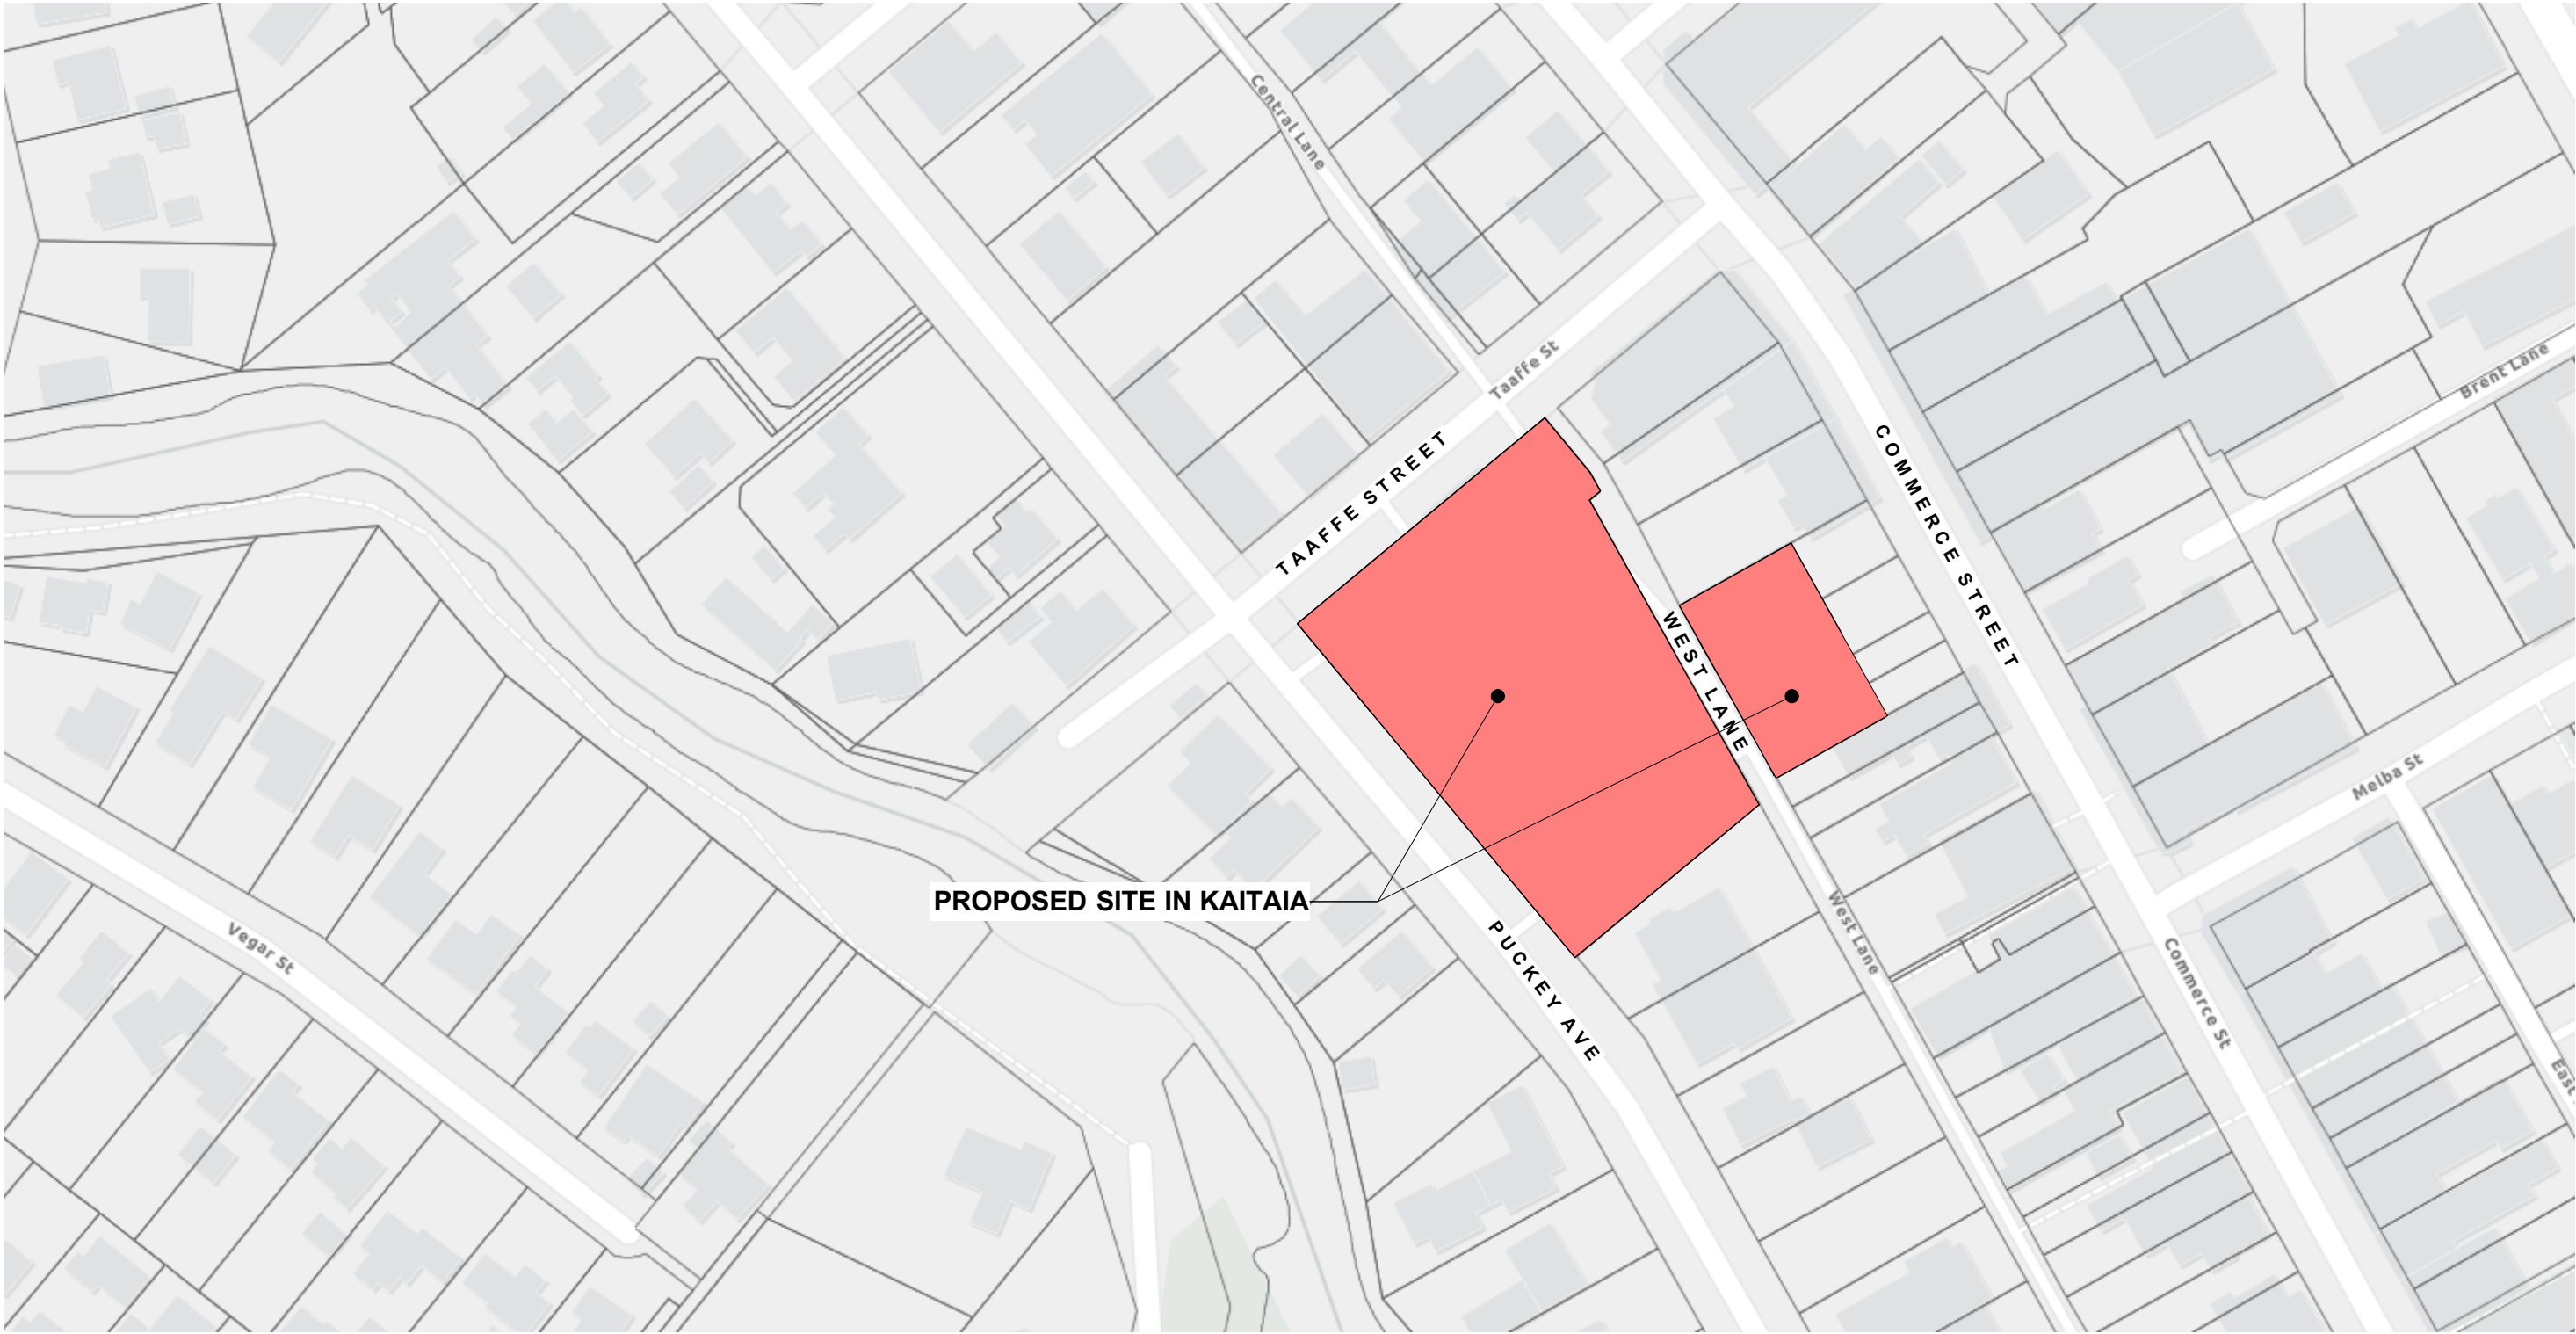 Central Lane
Taaffe St
Brent Lane
TAAFFE STREET
COMMERCE STREET
WEST LANE
Melba St
PROPOSED SITE IN KAITAIA
Vegar St
West Lane
PUCKEY AVE
Commerce St
East